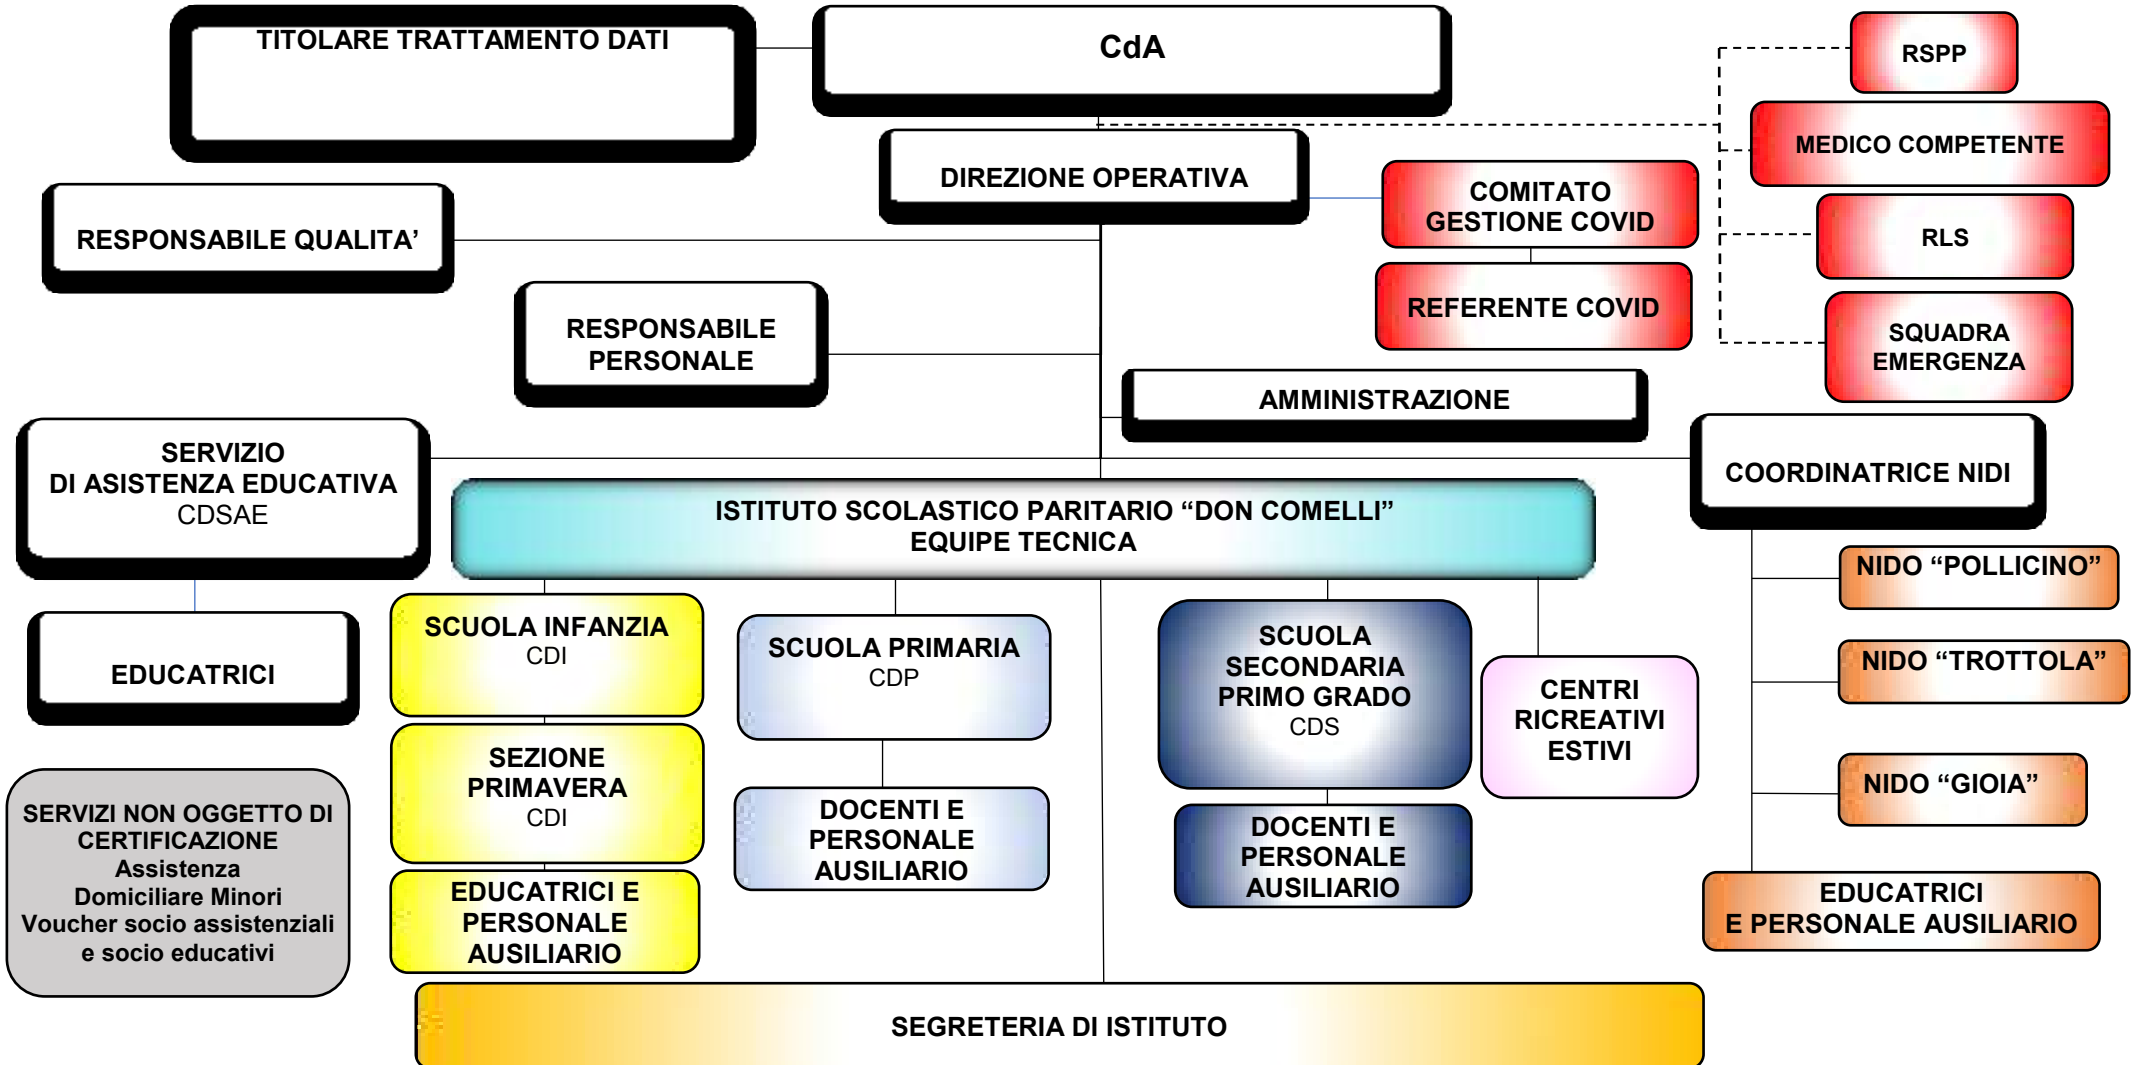 TITOLARE TRATTAMENTO DATI
CdA
RSPP
MEDICO COMPETENTE
DIREZIONE OPERATIVA
COMITATO
GESTIONE COVID
RESPONSABILE QUALITA’
RLS
REFERENTE COVID
RESPONSABILE
PERSONALE
SQUADRA
EMERGENZA
AMMINISTRAZIONE
SERVIZIO
DI ASISTENZA EDUCATIVA
CDSAE
COORDINATRICE NIDI
ISTITUTO SCOLASTICO PARITARIO “DON COMELLI”
EQUIPE TECNICA
EDUCATRICI
SCUOLA INFANZIA
CDI
SCUOLA PRIMARIA
CDP
SCUOLA
SECONDARIA
PRIMO GRADO
CDS
CENTRI
RICREATIVI
ESTIVI
NIDO “POLLICINO”
NIDO “TROTTOLA”
NIDO “GIOIA”
SEZIONE
PRIMAVERA
CDI
DOCENTI E
PERSONALE
AUSILIARIO
DOCENTI E
PERSONALE
AUSILIARIO
SERVIZI NON OGGETTO DI
CERTIFICAZIONE
Assistenza
Domiciliare Minori
Voucher socio assistenziali
e socio educativi
EDUCATRICI E
PERSONALE
AUSILIARIO
EDUCATRICI
E PERSONALE AUSILIARIO
SEGRETERIA DI ISTITUTO